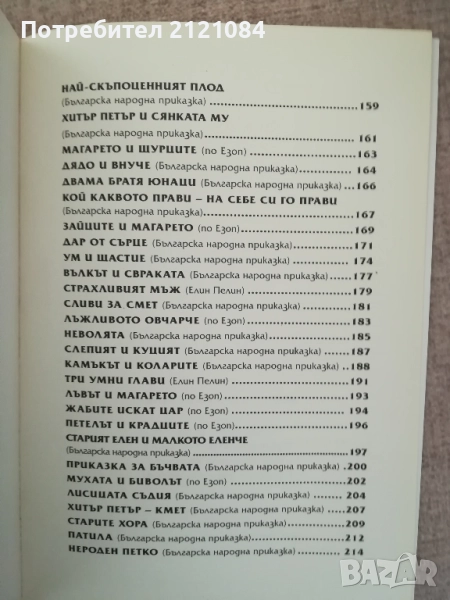 Потребител 2121084
НАЙ-СКЪПОЦЕННИЯТ ПЛОД
(Българска народна приказка) 159
ХИТЪР ПЕТЪР И СЯНКАТА МУ
(Българска народна приказка) 161
МАГАРЕТО И ЩУРЦИТЕ (по Езоп) 163
ДЯДО И ВНУЧЕ (Българска народна приказка) 164
ДВАМА БРАТЯ ЮНАЦИ (Българска народна приказка) 166
КОЙ КАКВОТО ПРАВИ – НА СЕБЕ СИ ГО ПРАВИ
(Българска народна приказка) 167
ЗАЙЦИТЕ И МАГАРЕТО (по Езоп) 169
ДАР ОТ СЪРЦЕ (Българска народна приказка) 171
УМ И ЩАСТИЕ (Българска народна приказка) 174
ВЪЛКЪТ И СВРАКАТА (Българска народна приказка) 177
СТРАХЛИВИЯТ МЪЖ (Елин Пелин) 179
СЛИВИ ЗА СМЕТ (Българска народна приказка) 181
ЛЪЖЛИВОТО ОВЧАРЧЕ (по Езоп) 183
НЕВОЛЯТА (Българска народна приказка) 185
СЛЕПИЯТ И КУЦИЯТ (Българска народна приказка) 187
КАМЪКЪТ И КОЛАРИТЕ (Българска народна приказка) 188
ТРИ УМНИ ГЛАВИ (Елин Пелин) 191
ЛЪВЪТ И МАГАРЕТО (по Езоп) 193
ЖАБИТЕ ИСКАТ ЦАР (по Езоп) 194
ПЕТЕЛЪТ И КРАДЦИТЕ (по Езоп) 196
СТАРИЯТ ЕЛЕН И МАЛКОТО ЕЛЕНЧЕ
(Българска народна приказка) 197
ПРИКАЗКА ЗА БЪЧВАТА (Българска народна приказка) 200
МУХАТА И БИВОЛЪТ (по Езоп) 202
ЛИСИЦАТА СЪДИЯ (Българска народна приказка) 204
ХИТЪР ПЕТЪР – КМЕТ (Българска народна приказка) 207
СТАРИТЕ ХОРА (Българска народна приказка) 209
ПАТИЛА (Българска народна приказка) 212
НЕРОДЕН ПЕТКО (Българска народна приказка) 214
BAZAR